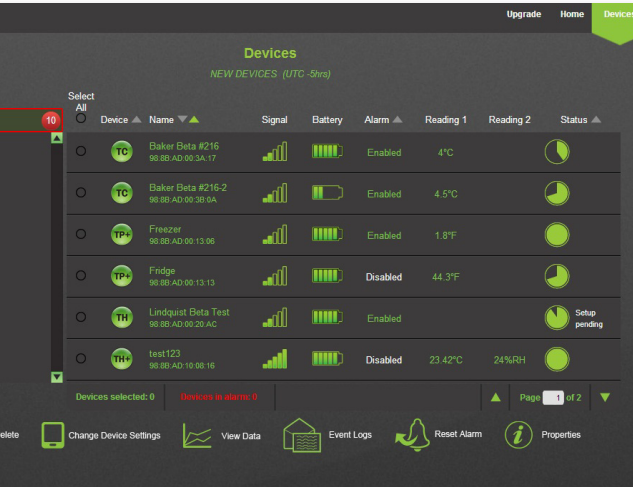 Upgrade Home Devices
Devices
NEW DEVICES (UTC -5hrs)
Select
All
10 Device Name Signal Battery Alarm Reading 1 Reading 2 Status
TC Baker Beta #216 Enabled 4°C
98:8B:AD:00:3A:17
TC Baker Beta #216-2 Enabled 4.5°C
98:8B:AD:00:3B:0A
TP+ Freezer Enabled 1.8°F
98:8B:AD:00:13:06
TP+ Fridge Disabled 44.3°F
98:8B:AD:00:13:13
TH Lindquist Beta Test Enabled Setup pending
98:8B:AD:00:20:AC
TH+ test123 Disabled 23.42°C 24%RH
98:8B:AD:10:08:16
Devices selected: 0 Devices in alarm: 0 Page 1 of 2
elete Change Device Settings View Data Event Logs Reset Alarm i Properties